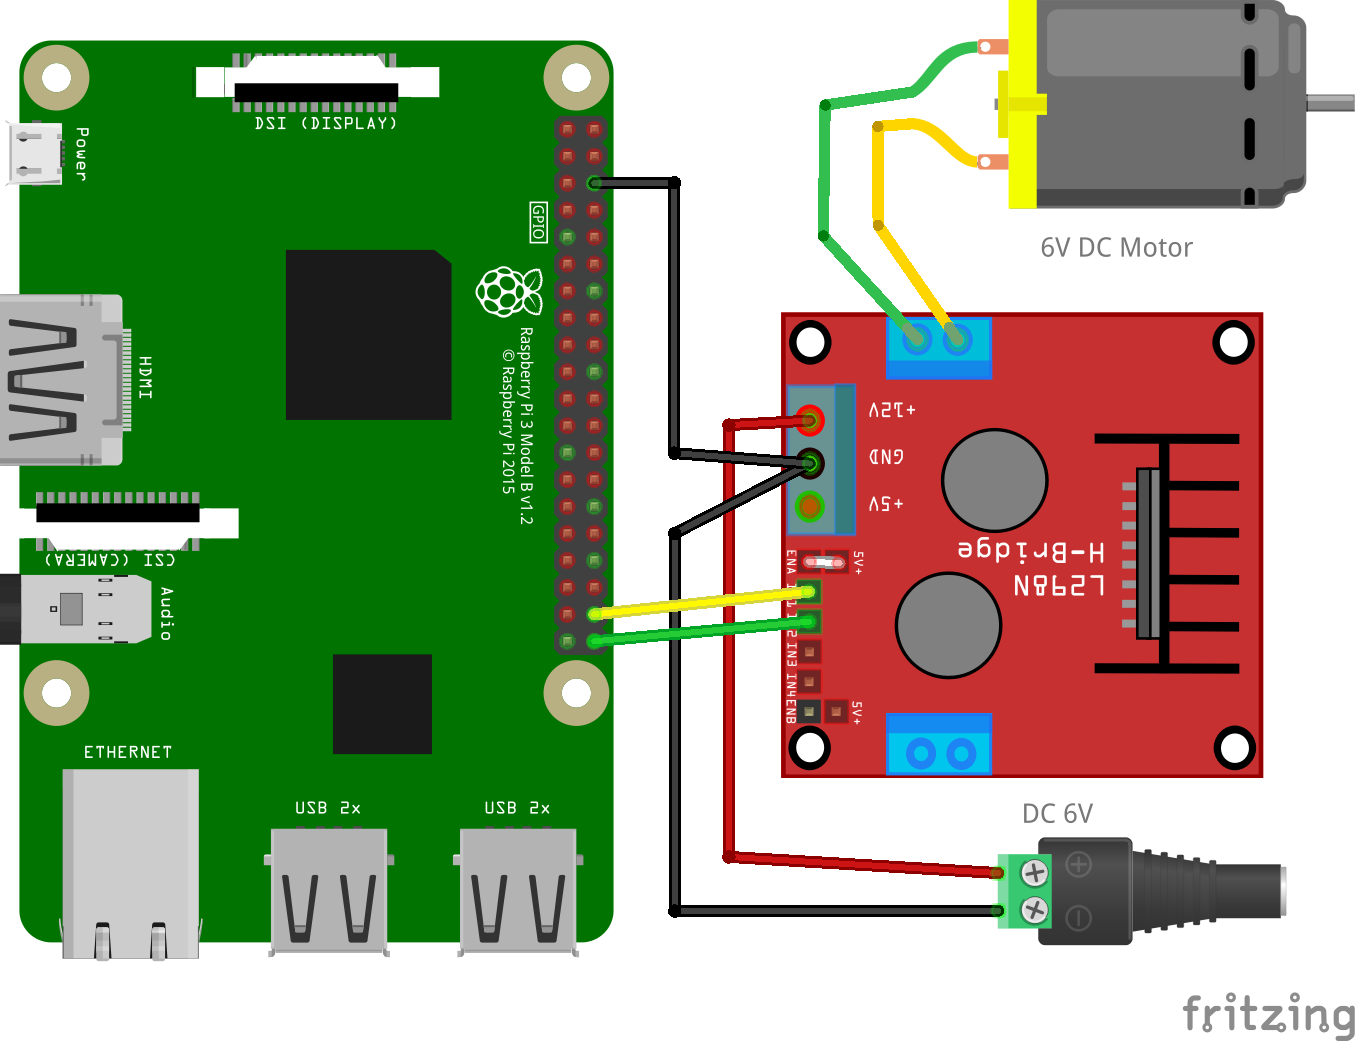 DSI (DISPLAY)
Power
GPIO
6V DC Motor
Raspberry Pi 3 Model B v1.2
© Raspberry Pi 2015
HDMI
+12V
GND
+5V
CSI (CAMERA)
Audio
ENA
5V+
H-Bridge
L298N
IN3
IN4
ENB
5V+
ETHERNET
USB 2x
USB 2x
DC 6V
fritzing